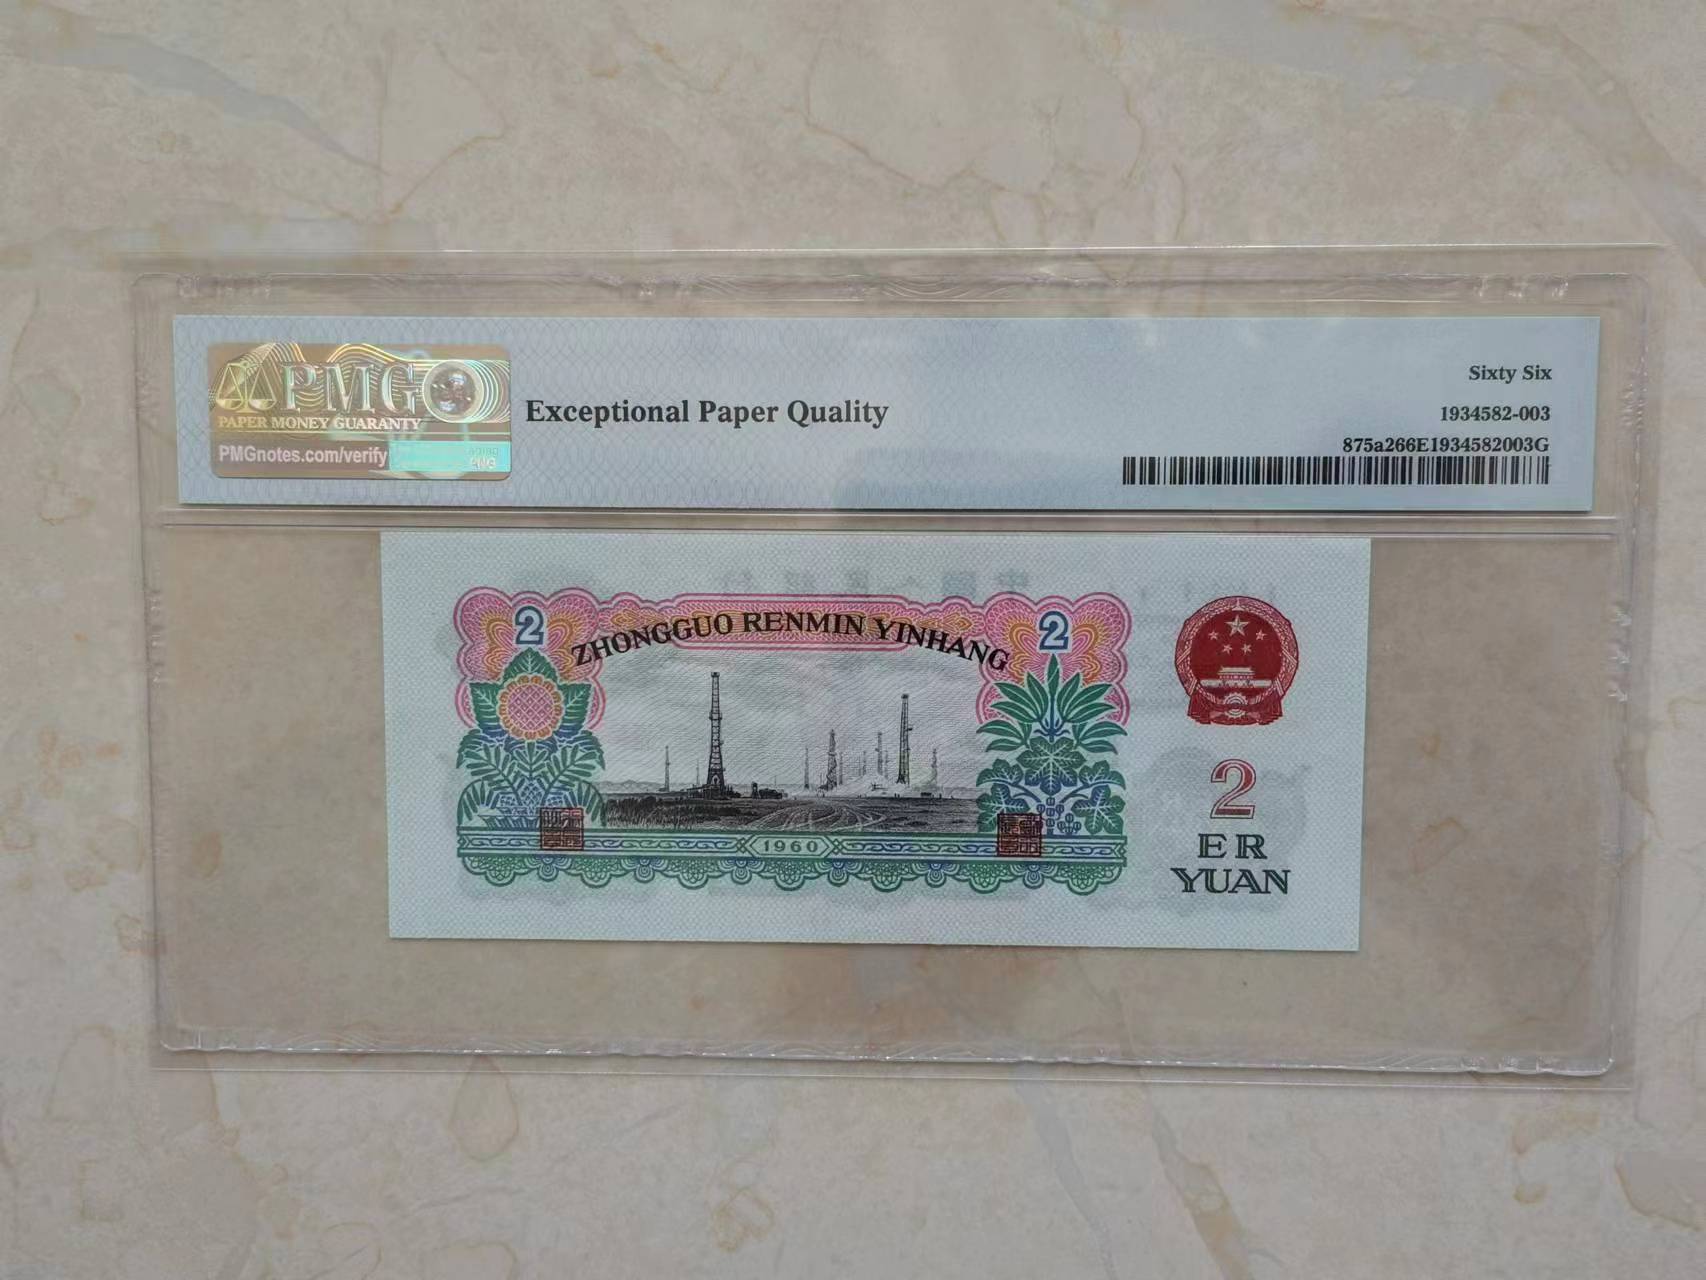 PMG
PAPER MONEY GUARANTY
PMGnotes.com/verify
Exceptional Paper Quality
Sixty Six
1934582-003
875a266E1934582003G
2
ZHONGGUO RENMIN YINHANG
2
1960
2
ER
YUAN